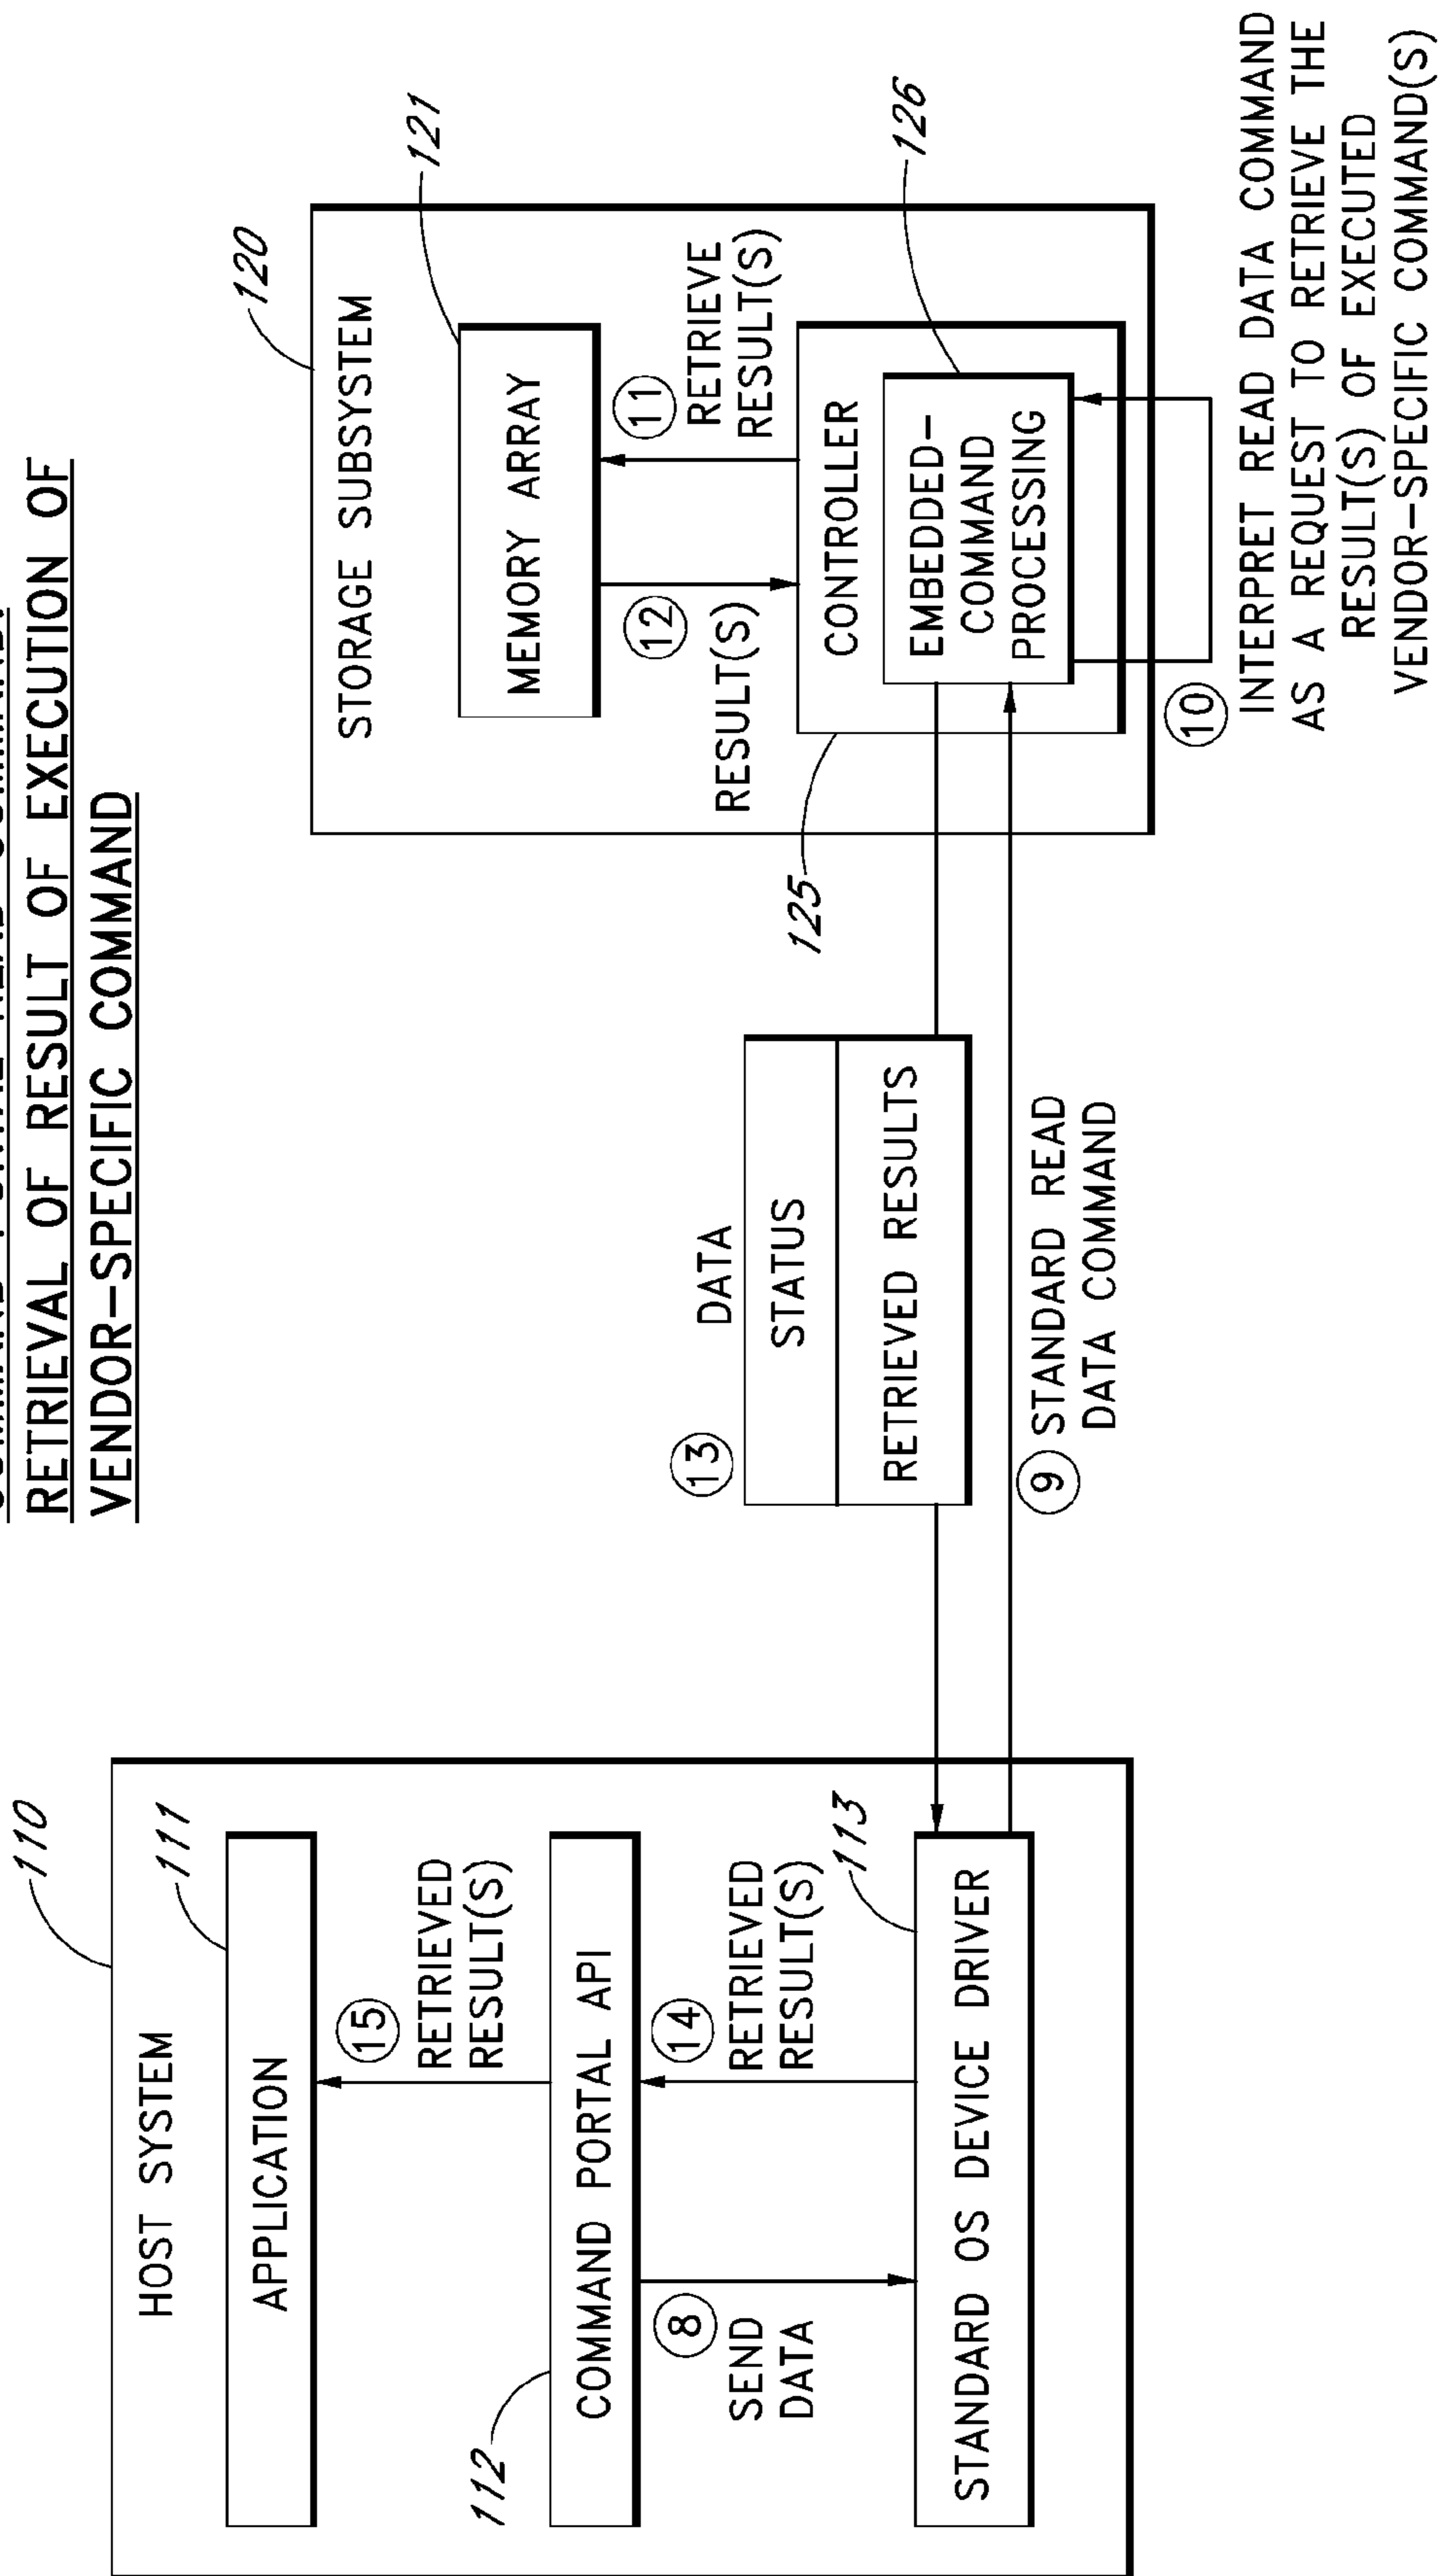 RETRIEVAL OF RESULT OF EXECUTION OF
VENDOR-SPECIFIC COMMAND
110
HOST SYSTEM
111
APPLICATION
15
RETRIEVED
RESULT(S)
112
COMMAND PORTAL API
8
SEND
DATA
14
RETRIEVED
RESULT(S)
113
STANDARD OS DEVICE DRIVER
13
DATA
STATUS
RETRIEVED RESULTS
9
STANDARD READ
DATA COMMAND
120
STORAGE SUBSYSTEM
121
MEMORY ARRAY
12
RESULT(S)
11
RETRIEVE
RESULT(S)
125
CONTROLLER
126
EMBEDDED-
COMMAND
PROCESSING
10
INTERPRET READ DATA COMMAND
AS A REQUEST TO RETRIEVE THE
RESULT(S) OF EXECUTED
VENDOR-SPECIFIC COMMAND(S)